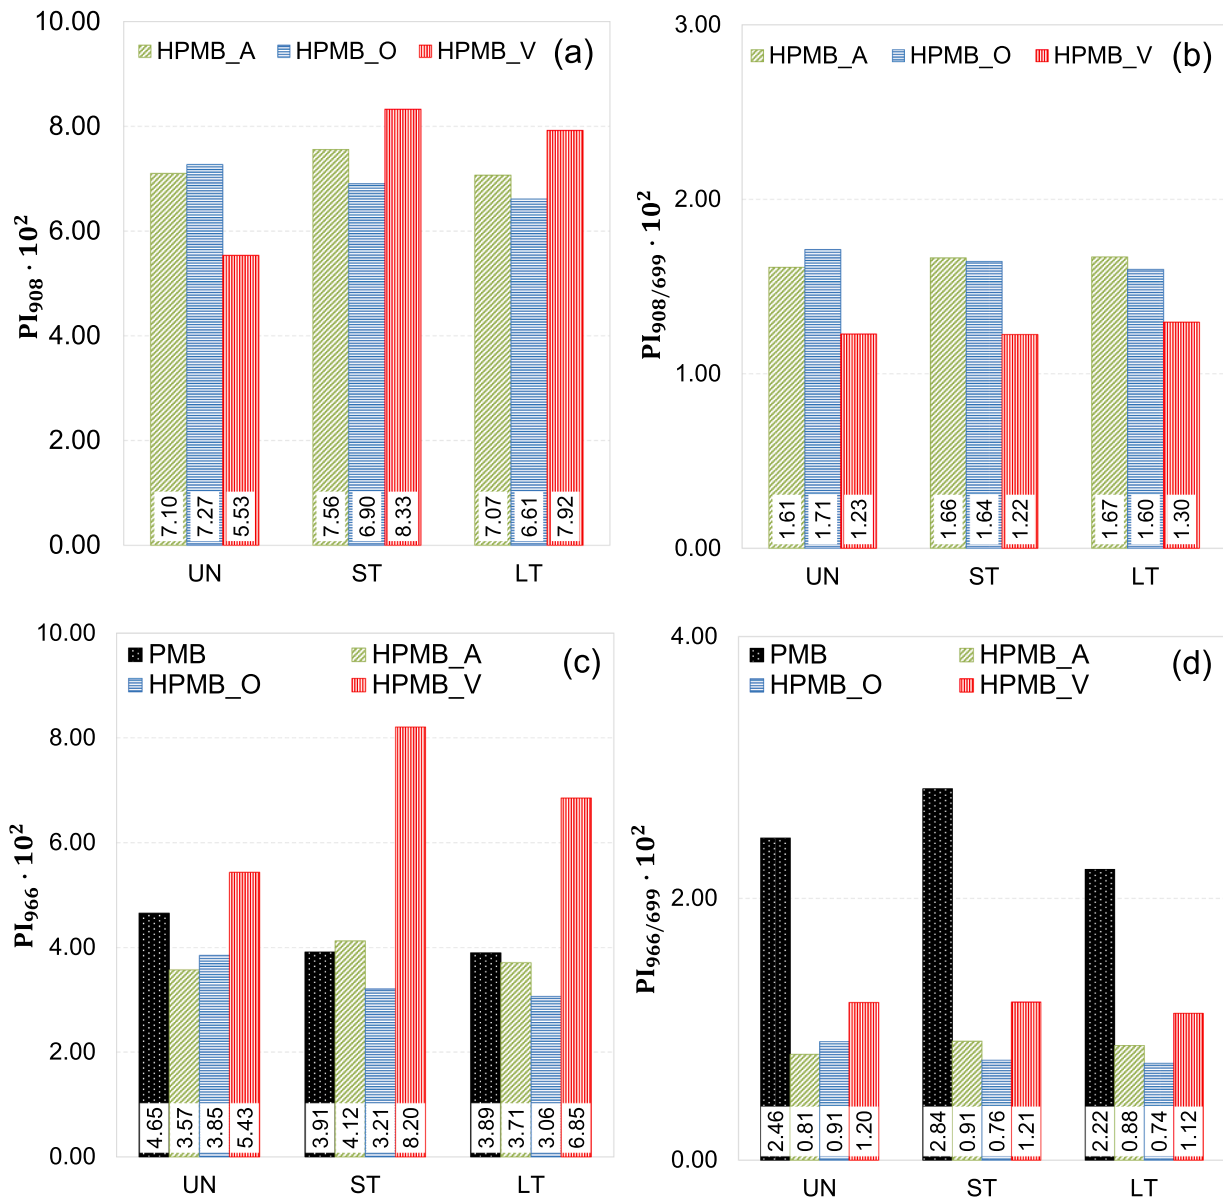 10.00
HPMB_A HPMB_O HPMB_V (a)
8.00
6.00
4.00
2.00
0.00
PI908 · 10²
7.10 7.27 5.53 7.56 6.90 8.33 7.07 6.61 7.92
UN ST LT
3.00
HPMB_A HPMB_O HPMB_V (b)
2.00
1.00
0.00
PI908/699 · 10²
1.61 1.71 1.23 1.66 1.64 1.22 1.67 1.60 1.30
UN ST LT
10.00
PMB HPMB_A (c)
HPMB_O HPMB_V
8.00
6.00
4.00
2.00
0.00
PI966 · 10²
4.65 3.57 3.85 5.43 3.91 4.12 3.21 8.20 3.89 3.71 3.06 6.85
UN ST LT
4.00
PMB HPMB_A (d)
HPMB_O HPMB_V
2.00
0.00
PI966/699 · 10²
2.46 0.81 0.91 1.20 2.84 0.91 0.76 1.21 2.22 0.88 0.74 1.12
UN ST LT